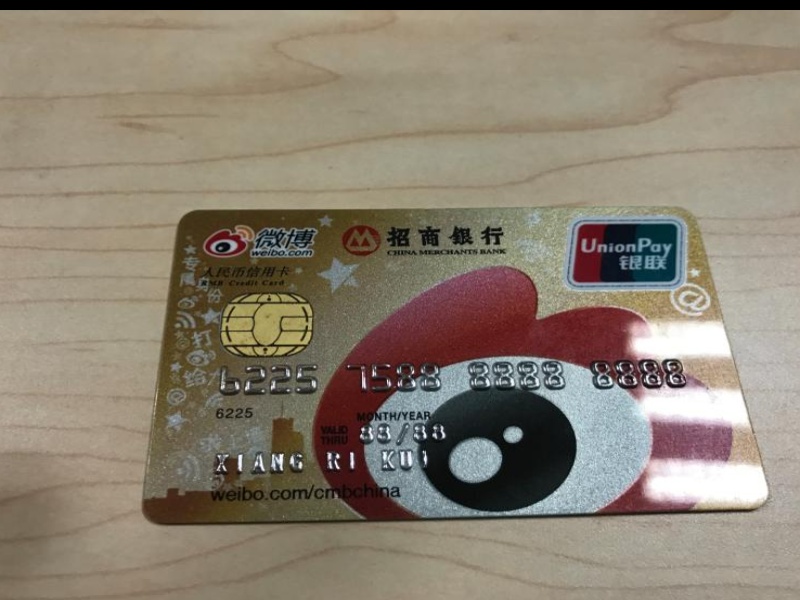 微博
weibo.com
招商银行
CHINA MERCHANTS BANK
UnionPay
银联
人民币信用卡
RMB Credit Card
@
6225 7588 8888 8888
6225
MONTH/YEAR
VALID THRU 88/88
XIANG RI KUI
weibo.com/cmbchina